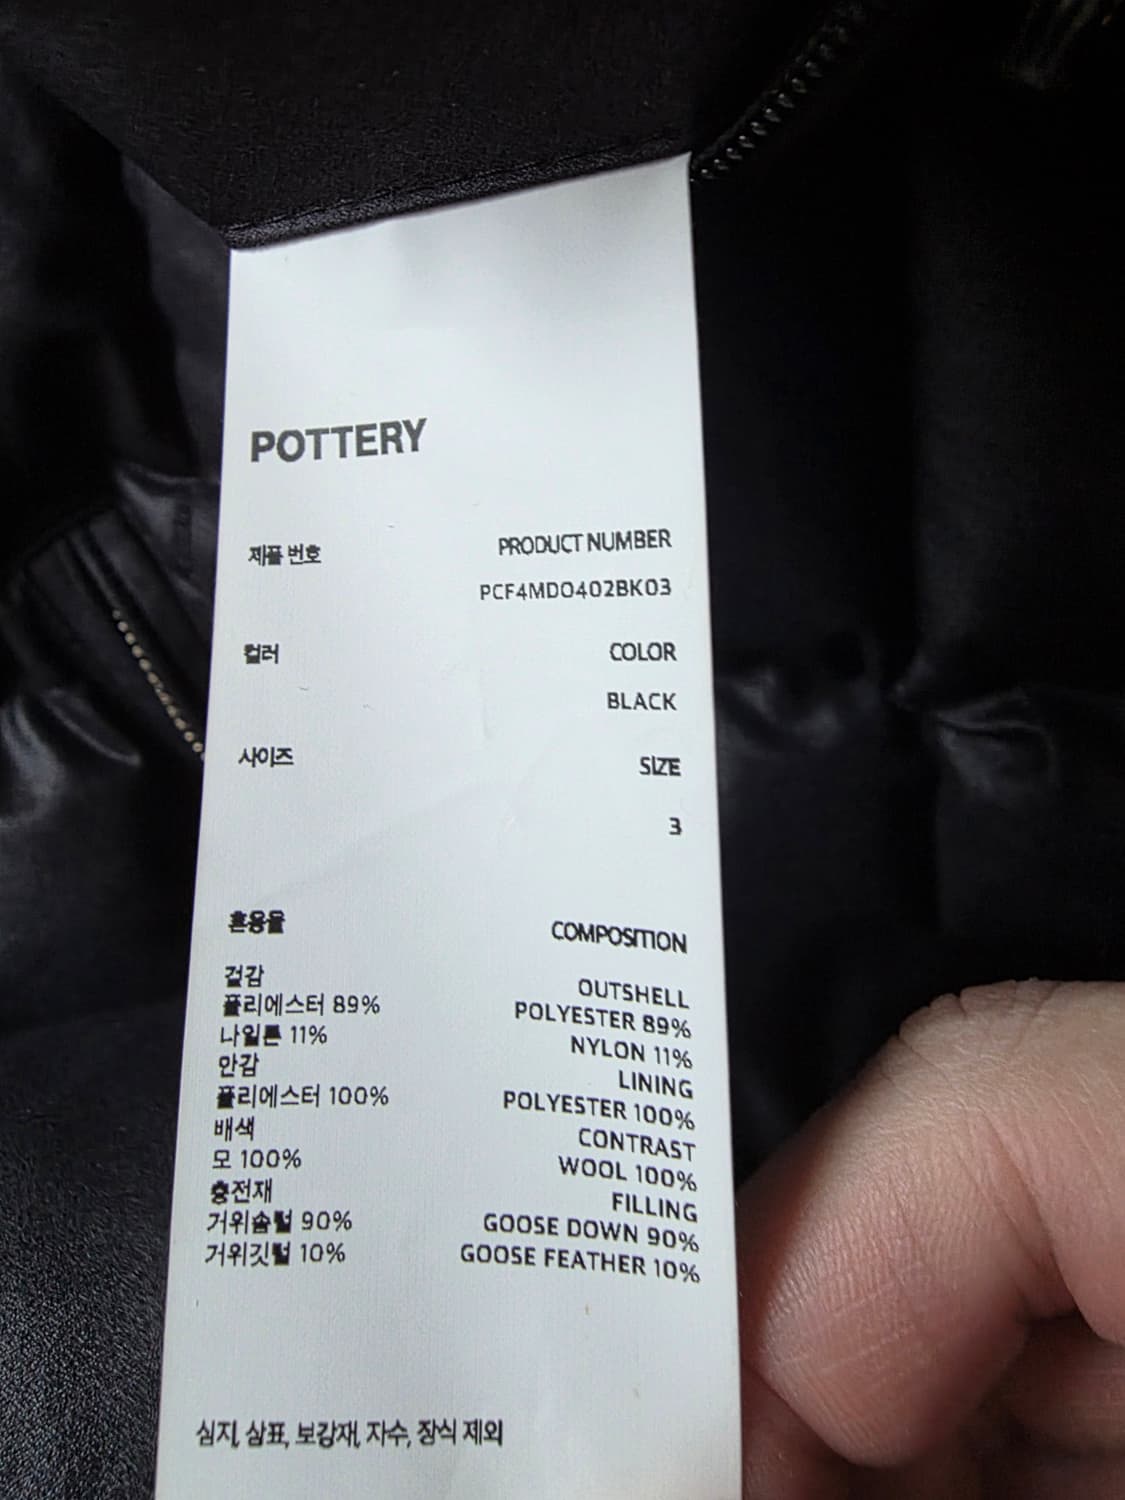 POTTERY
제품 번호 PRODUCT NUMBER
PCF4MDO402BK03
컬러 COLOR
BLACK
사이즈 SIZE
3
혼용율 COMPOSITION
겉감 OUTSHELL
폴리에스터 89% POLYESTER 89%
나일론 11% NYLON 11%
안감 LINING
폴리에스터 100% POLYESTER 100%
배색 CONTRAST
모 100% WOOL 100%
충전재 FILLING
거위솜털 90% GOOSE DOWN 90%
거위깃털 10% GOOSE FEATHER 10%
심지, 상표, 보강재, 자수, 장식 제외